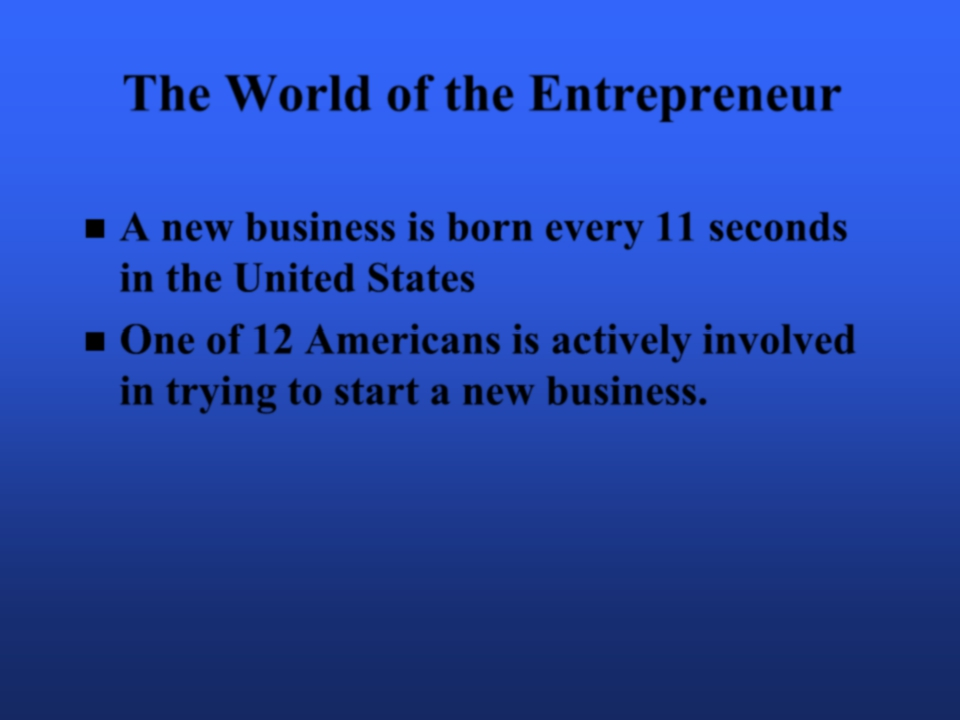 The World of the Entrepreneur
■ A new business is born every 11 seconds
in the United States
■ One of 12 Americans is actively involved
in trying to start a new business.